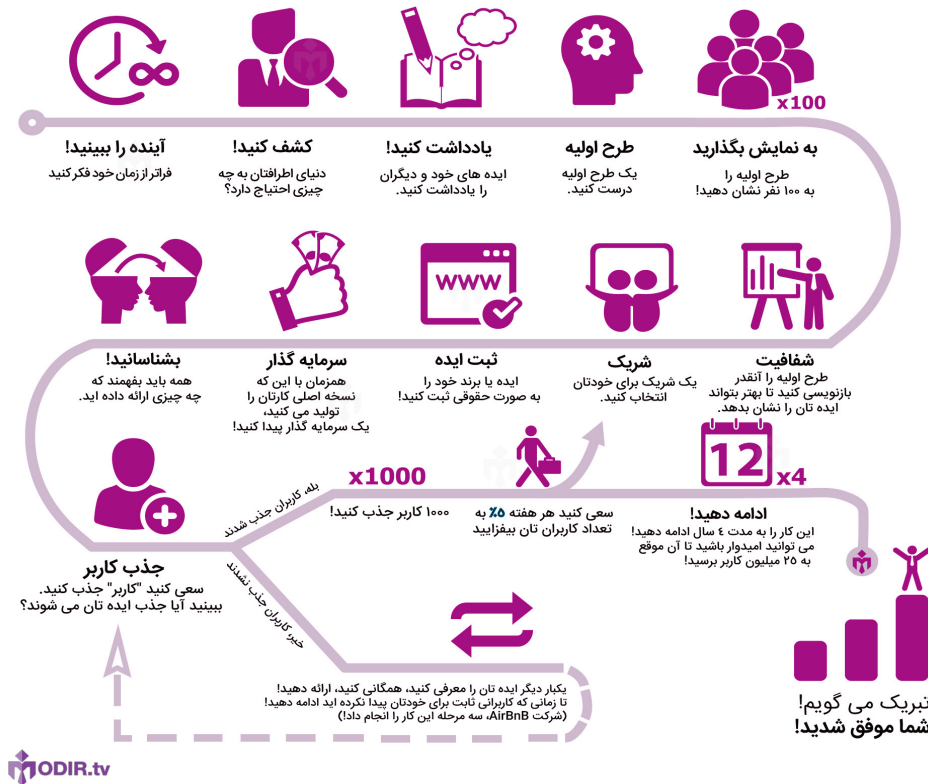 آینده را ببینید!
فراتر از زمان خود فکر کنید
کشف کنید!
دنیای اطرافتان به چه
چیزی احتیاج دارد؟
یادداشت کنید!
ایده های خود و دیگران
را یادداشت کنید.
طرح اولیه
یک طرح اولیه
درست کنید.
x100
به نمایش بگذارید
طرح اولیه را
به ۱۰۰ نفر نشان دهید!
شفافیت
طرح اولیه را آنقدر
بازنویسی کنید تا بهتر بتواند
ایده تان را نشان بدهد.
شریک
یک شریک برای خودتان
انتخاب کنید.
www
ثبت ایده
ایده یا برند خود را
به صورت حقوقی ثبت کنید!
سرمایه گذار
همزمان با این که
نسخه اصلی کارتان را
تولید می کنید،
یک سرمایه گذار پیدا کنید!
بشناسانید!
همه باید بفهمند که
چه چیزی ارائه داده اید.
جذب کاربر
سعی کنید "کاربر" جذب کنید.
ببینید آیا جذب ایده تان می شوند؟
بله، کاربران جذب شدند
x1000
۱۰۰۰ کاربر جذب کنید!
سعی کنید هر هفته ۵٪ به
تعداد کاربران تان بیفزایید
12
x4
ادامه دهید!
این کار را به مدت ٤ سال ادامه دهید!
می توانید امیدوار باشید تا آن موقع
به ۲۵ میلیون کاربر برسید!
خیر، کاربران جذب نشدند
یکبار دیگر ایده تان را معرفی کنید، همگانی کنید، ارائه دهید!
تا زمانی که کاربرانی ثابت برای خودتان پیدا نکرده اید ادامه دهید!
(شرکت AirBnB، سه مرحله این کار را انجام داد!)
تبریک می گویم!
شما موفق شدید!
MODIR.tv